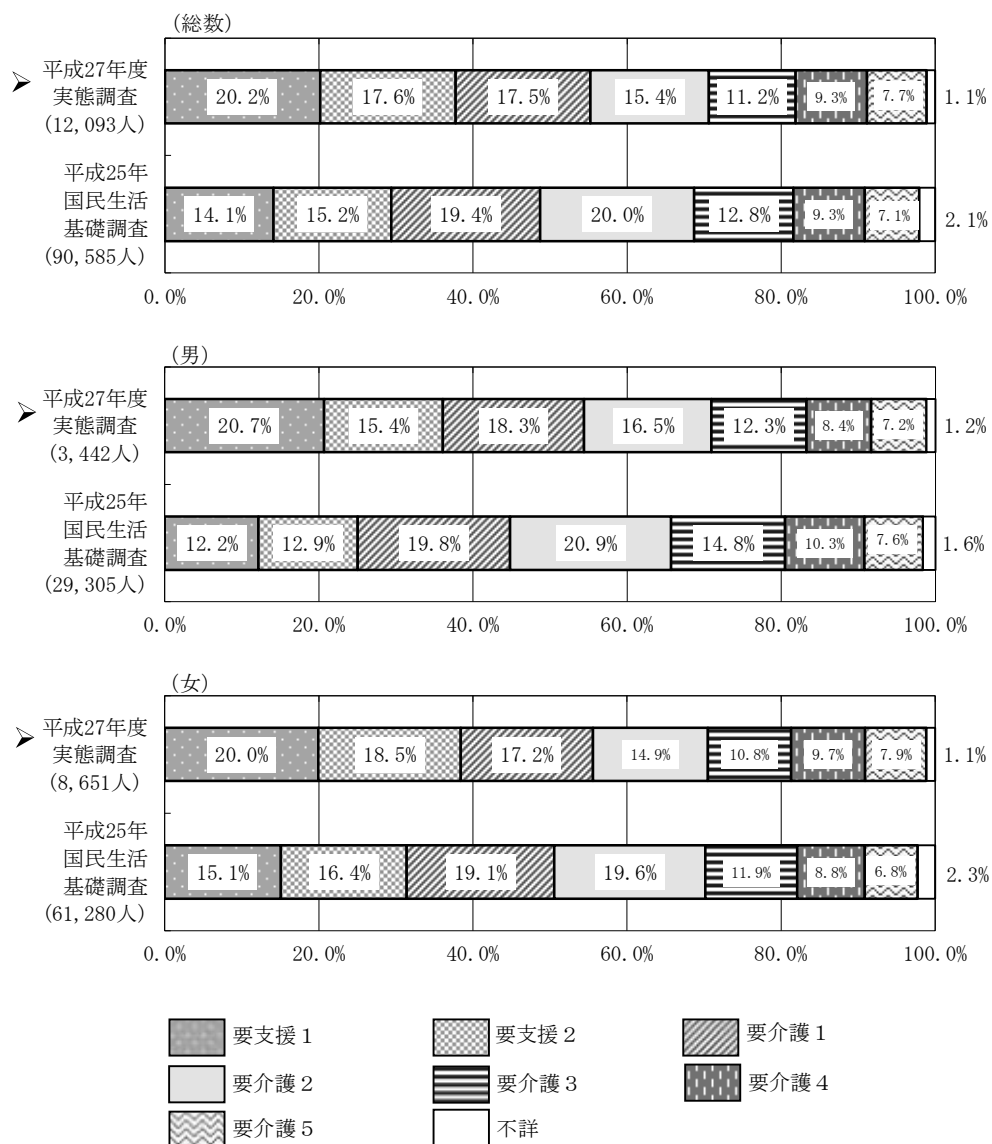 (総数)
平成27年度
実態調査
(12,093人)
20.2% 17.6% 17.5% 15.4% 11.2% 9.3% 7.7% 1.1%
平成25年
国民生活
基礎調査
(90,585人)
14.1% 15.2% 19.4% 20.0% 12.8% 9.3% 7.1% 2.1%
0.0% 20.0% 40.0% 60.0% 80.0% 100.0%
(男)
平成27年度
実態調査
(3,442人)
20.7% 15.4% 18.3% 16.5% 12.3% 8.4% 7.2% 1.2%
平成25年
国民生活
基礎調査
(29,305人)
12.2% 12.9% 19.8% 20.9% 14.8% 10.3% 7.6% 1.6%
0.0% 20.0% 40.0% 60.0% 80.0% 100.0%
(女)
平成27年度
実態調査
(8,651人)
20.0% 18.5% 17.2% 14.9% 10.8% 9.7% 7.9% 1.1%
平成25年
国民生活
基礎調査
(61,280人)
15.1% 16.4% 19.1% 19.6% 11.9% 8.8% 6.8% 2.3%
0.0% 20.0% 40.0% 60.0% 80.0% 100.0%
要支援1 要支援2 要介護1
要介護2 要介護3 要介護4
要介護5 不詳